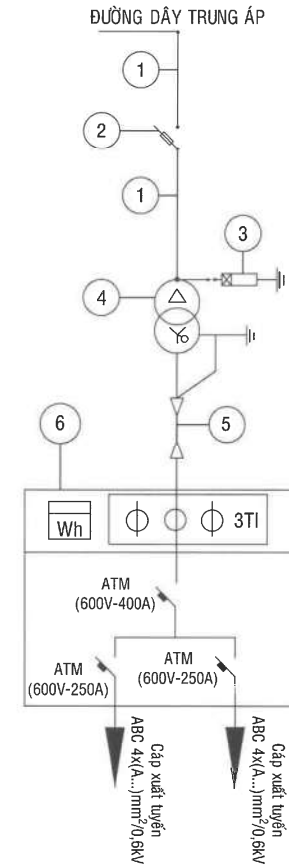 ĐƯỜNG DÂY TRUNG ÁP
1
2
1
3
4
5
6
Wh
3TI
ATM
(600V-400A)
ATM
(600V-250A)
ATM
(600V-250A)
Cáp xuất tuyến
ABC 4x(A...)mm²/0,6kV
Cáp xuất tuyến
ABC 4x(A...)mm²/0,6kV